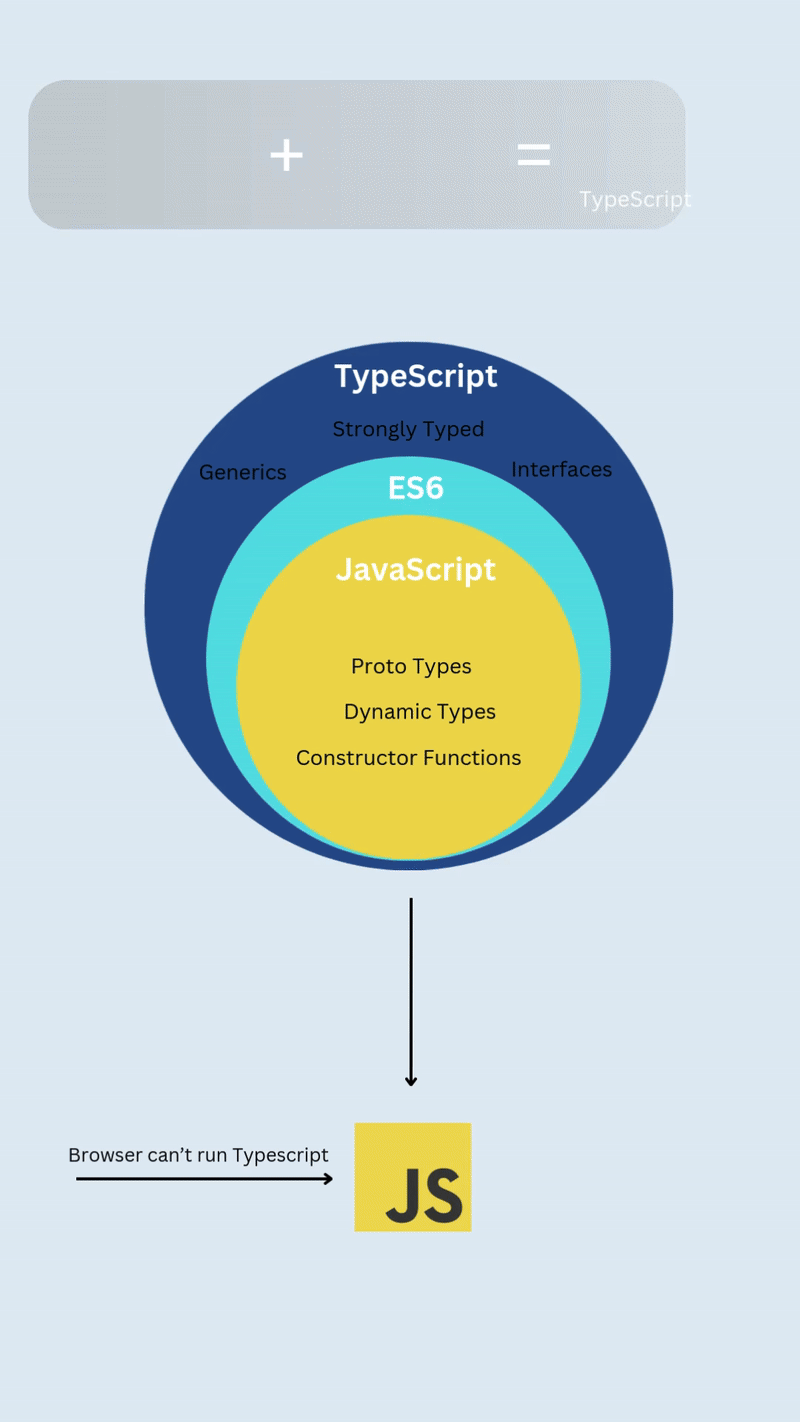 + =
TypeScript
TypeScript
Strongly Typed
Generics
Interfaces
ES6
JavaScript
Proto Types
Dynamic Types
Constructor Functions
Browser can’t run Typescript
JS